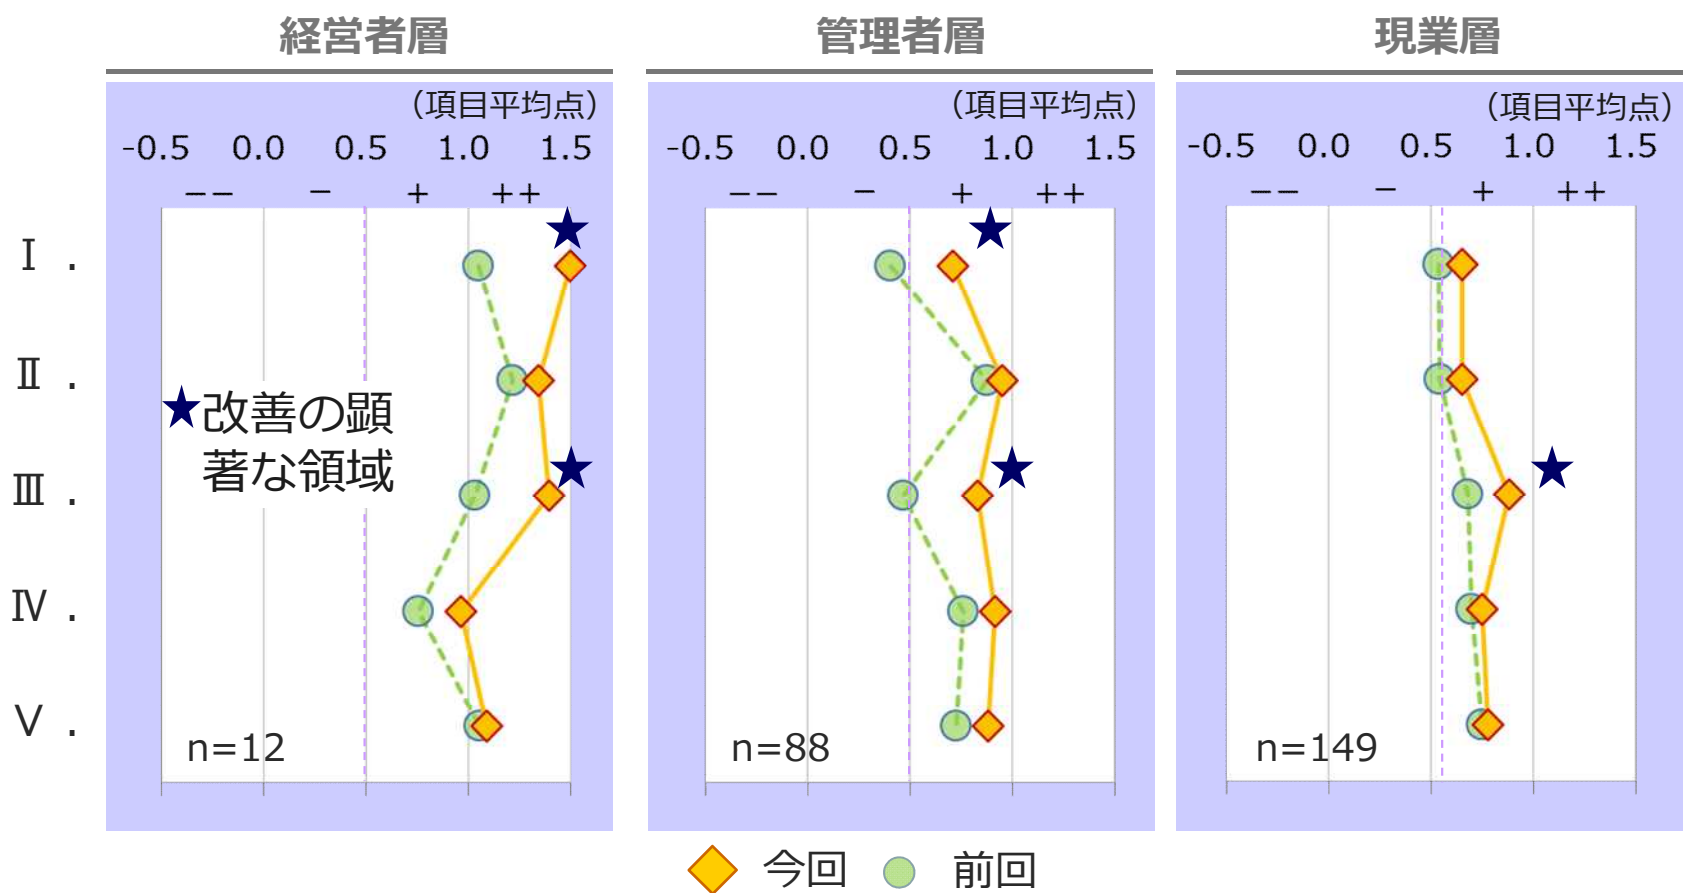 経営者層
管理者層
現業層
（項目平均点）
（項目平均点）
（項目平均点）
-0.5 0.0 0.5 1.0 1.5
-0.5 0.0 0.5 1.0 1.5
-0.5 0.0 0.5 1.0 1.5
−− − + ++
−− − + ++
−− − + ++
Ⅰ．
Ⅱ．
Ⅲ．
Ⅳ．
Ⅴ．
★改善の顕
著な領域
n=12
n=88
n=149
今回 前回